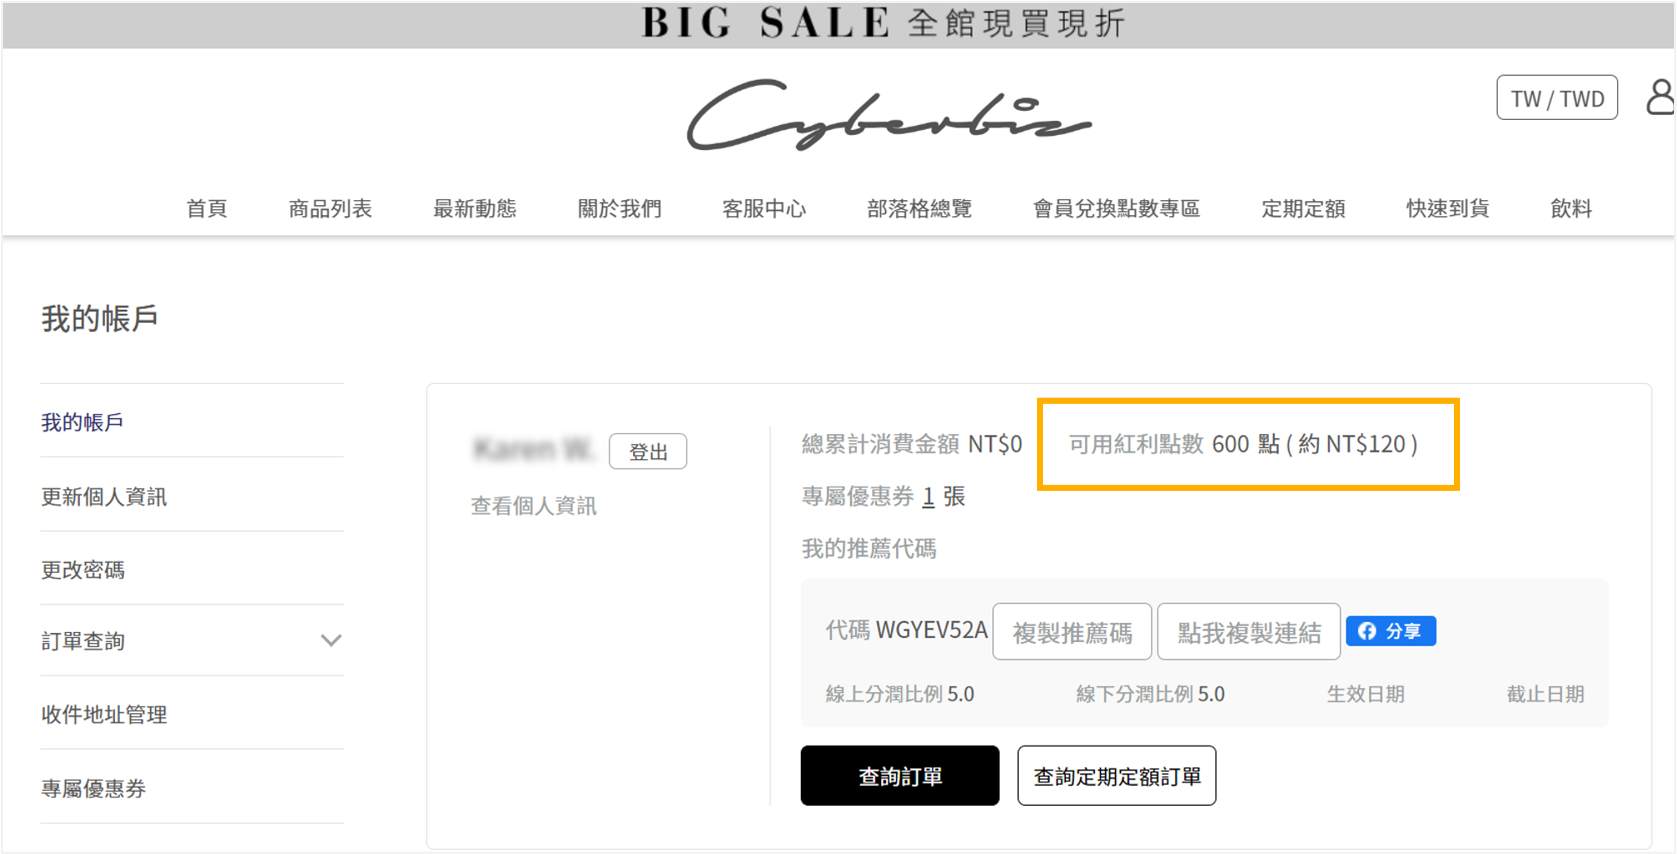 BIG SALE 全館現買現折
Cyberbiz
TW / TWD
首頁 商品列表 最新動態 關於我們 客服中心 部落格總覽 會員兌換點數專區 定期定額 快速到貨 飲料
我的帳戶
我的帳戶
更新個人資訊
更改密碼
訂單查詢
收件地址管理
專屬優惠券
Karen W. 登出
查看個人資訊
總累計消費金額 NT$0 可用紅利點數 600 點 ( 約 NT$120 )
專屬優惠券 1 張
我的推薦代碼
代碼 WGYEV52A 複製推薦碼 點我複製連結 分享
線上分潤比例 5.0 線下分潤比例 5.0 生效日期 截止日期
查詢訂單 查詢定期定額訂單